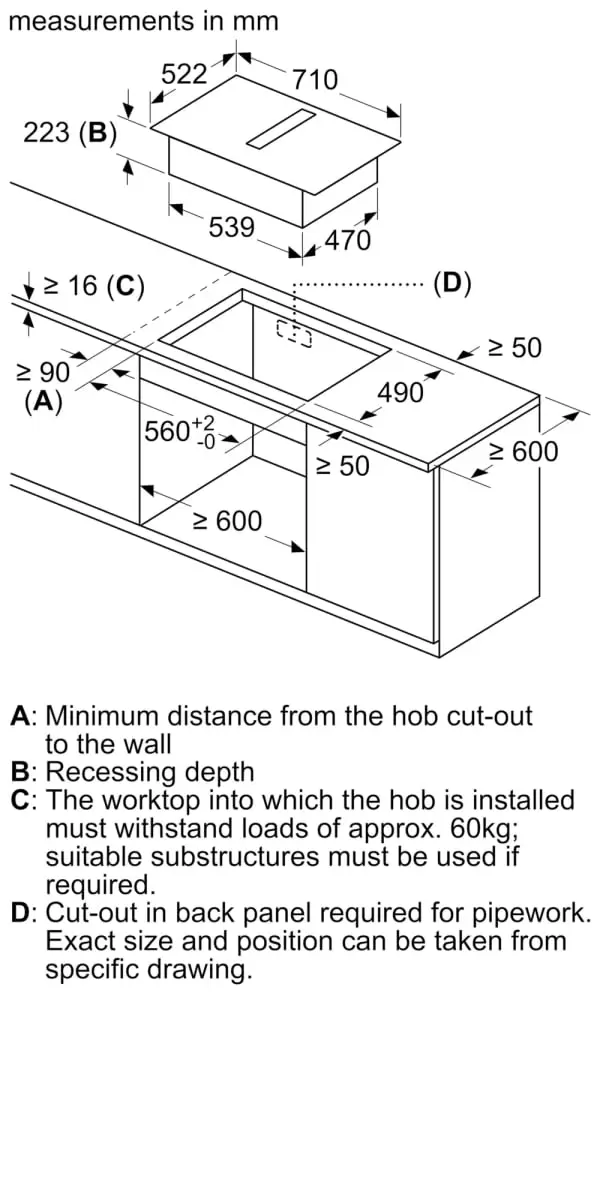 measurements in mm
522
710
223 (B)
539
470
≥ 16 (C)
(D)
≥ 50
≥ 90
(A)
490
560+2
-0
≥ 50
≥ 600
≥ 600
A: Minimum distance from the hob cut-out
to the wall
B: Recessing depth
C: The worktop into which the hob is installed
must withstand loads of approx. 60kg;
suitable substructures must be used if
required.
D: Cut-out in back panel required for pipework.
Exact size and position can be taken from
specific drawing.